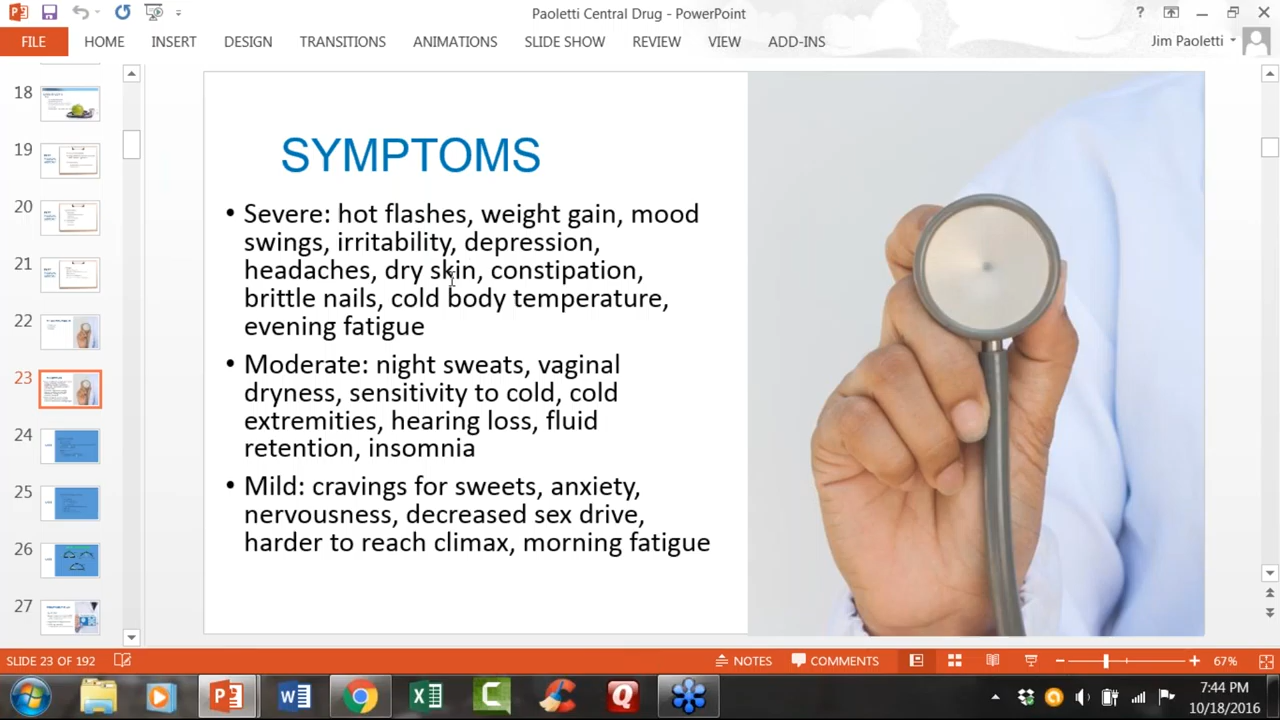 Paoletti Central Drug - PowerPoint
FILE HOME INSERT DESIGN TRANSITIONS ANIMATIONS SLIDE SHOW REVIEW VIEW ADD-INS Jim Paoletti
18
19
20
21
22
23
24
25
26
27
SYMPTOMS
• Severe: hot flashes, weight gain, mood
swings, irritability, depression,
headaches, dry skin, constipation,
brittle nails, cold body temperature,
evening fatigue
• Moderate: night sweats, vaginal
dryness, sensitivity to cold, cold
extremities, hearing loss, fluid
retention, insomnia
• Mild: cravings for sweets, anxiety,
nervousness, decreased sex drive,
harder to reach climax, morning fatigue
SLIDE 23 OF 192 NOTES COMMENTS 67%
7:44 PM
10/18/2016